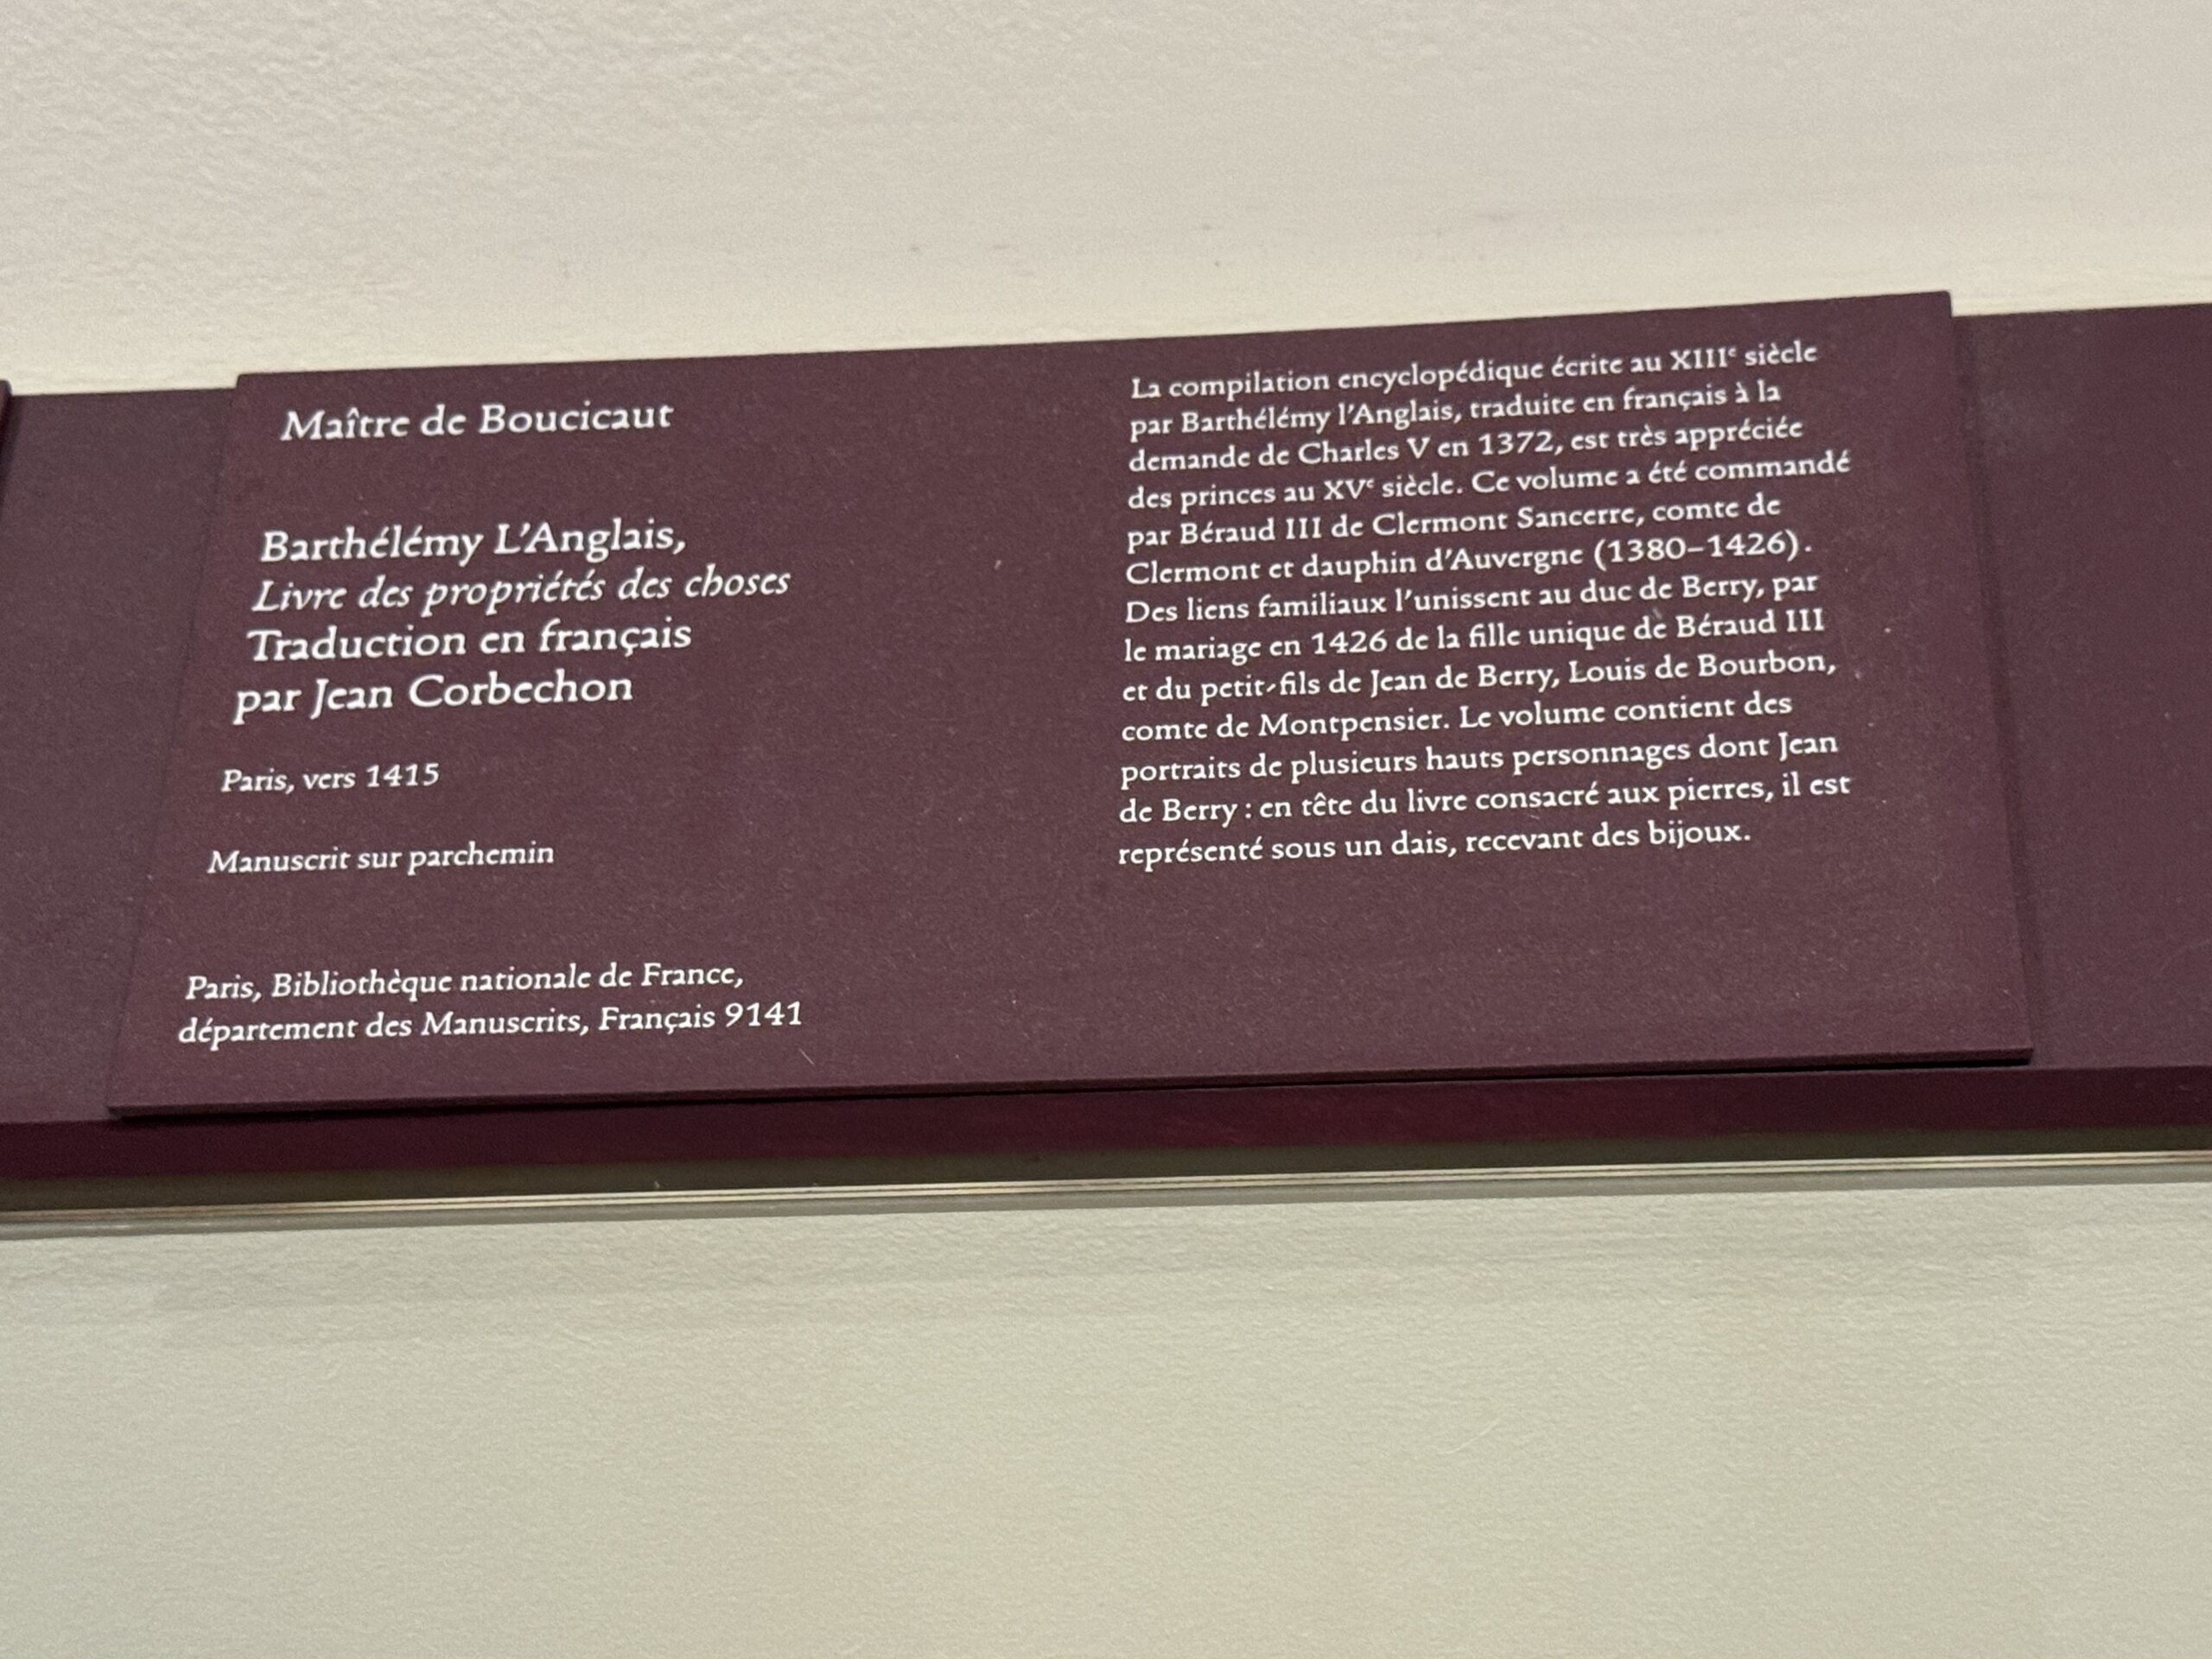 Maître de Boucicaut
Barthélémy L'Anglais,
Livre des propriétés des choses
Traduction en français
par Jean Corbechon
Paris, vers 1415
Manuscrit sur parchemin
Paris, Bibliothèque nationale de France,
département des Manuscrits, Français 9141
La compilation encyclopédique écrite au XIIIe siècle
par Barthélémy l'Anglais, traduite en français à la
demande de Charles V en 1372, est très appréciée
des princes au XVe siècle. Ce volume a été commandé
par Béraud III de Clermont Sancerre, comte de
Clermont et dauphin d'Auvergne (1380–1426).
Des liens familiaux l'unissent au duc de Berry, par
le mariage en 1426 de la fille unique de Béraud III
et du petit-fils de Jean de Berry, Louis de Bourbon,
comte de Montpensier. Le volume contient des
portraits de plusieurs hauts personnages dont Jean
de Berry : en tête du livre consacré aux pierres, il est
représenté sous un dais, recevant des bijoux.